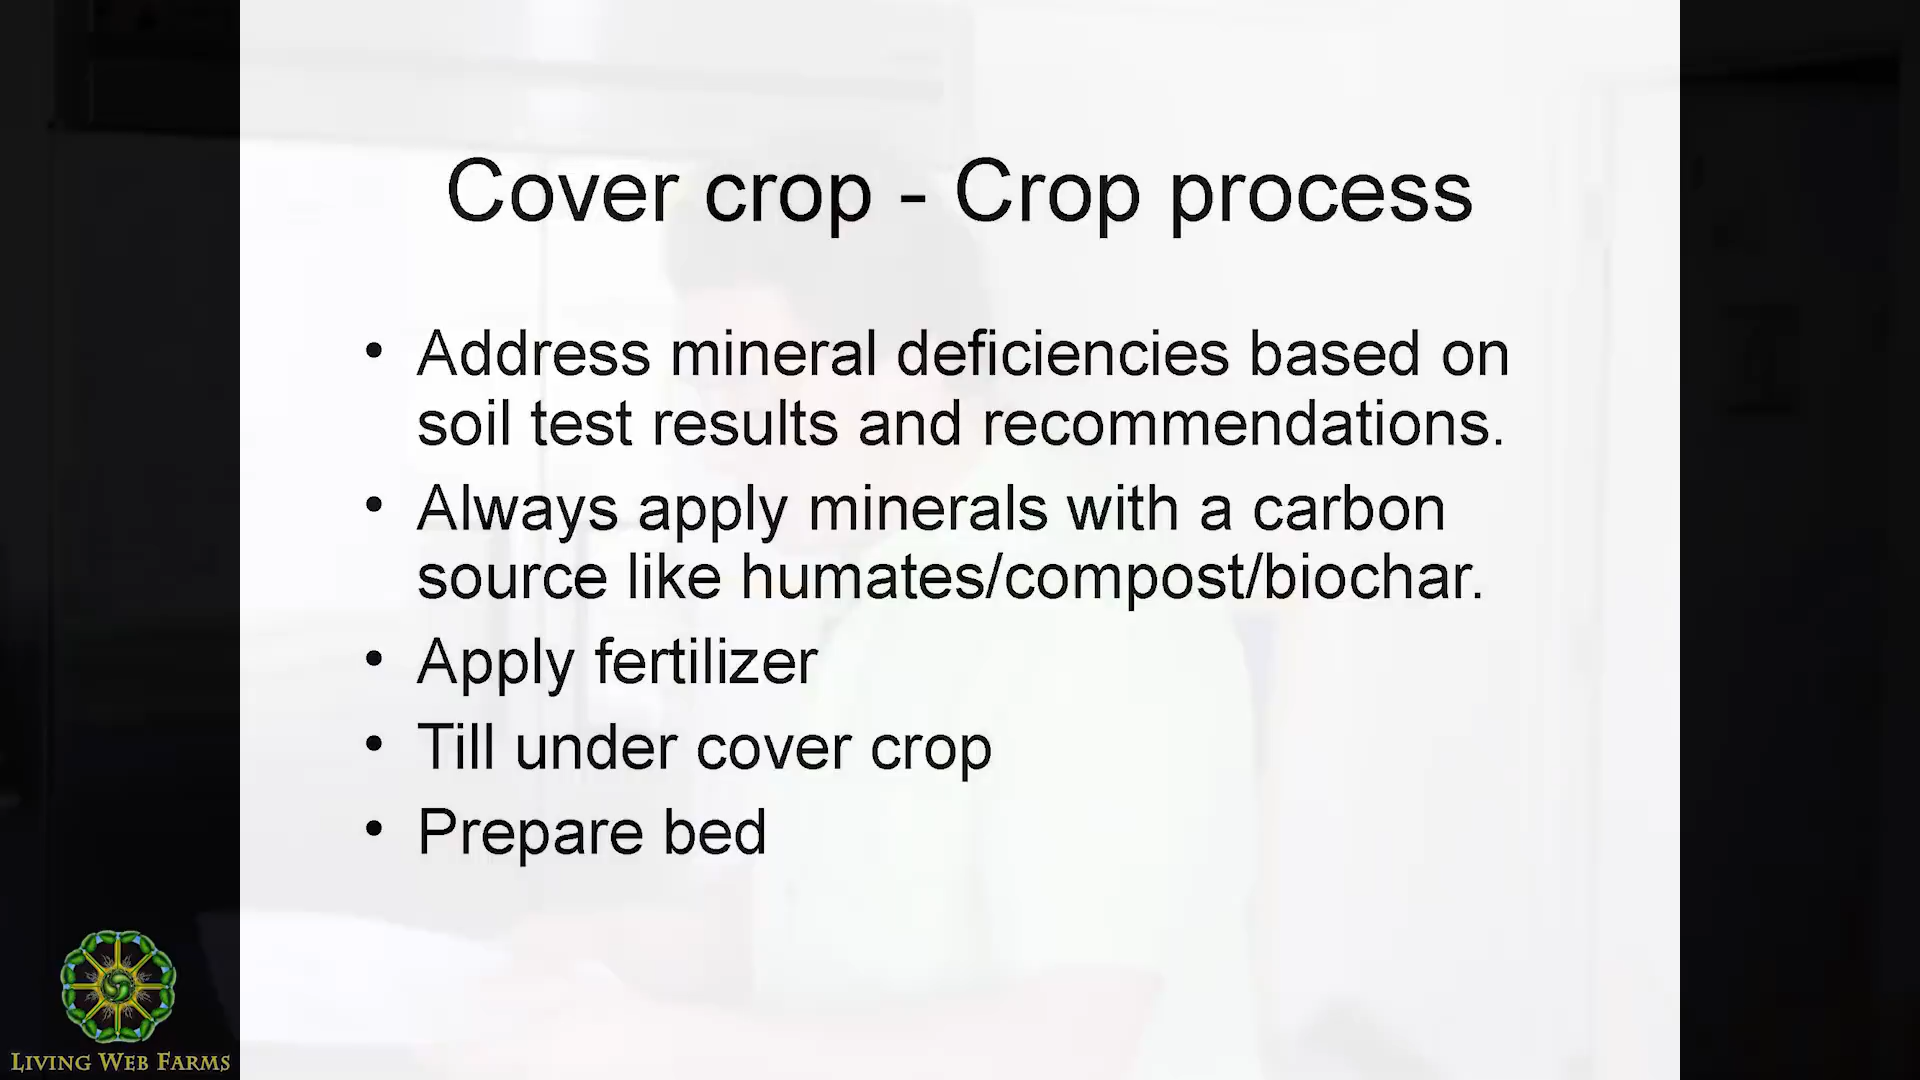 Cover crop - Crop process
• Address mineral deficiencies based on
soil test results and recommendations.
• Always apply minerals with a carbon
source like humates/compost/biochar.
• Apply fertilizer
• Till under cover crop
• Prepare bed
LIVING WEB FARMS